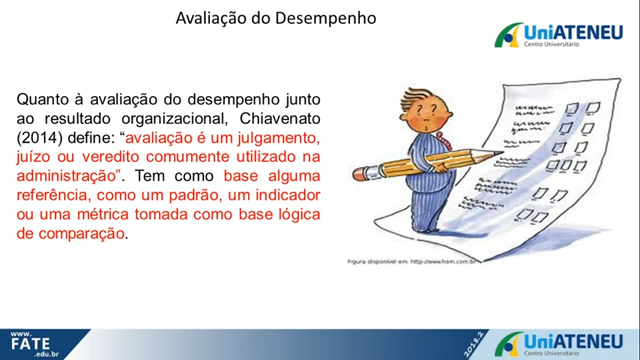 Avaliação do Desempenho
UniATENEU
Centro Universitário
Quanto à avaliação do desempenho junto
ao resultado organizacional, Chiavenato
(2014) define: “avaliação é um julgamento,
juízo ou veredito comumente utilizado na
administração”. Tem como base alguma
referência, como um padrão, um indicador
ou uma métrica tomada como base lógica
de comparação.
Figura disponível em: http://www.hsm.com.br
www.
FATE
.edu.br
2018.2
UniATENEU
Centro Universitário